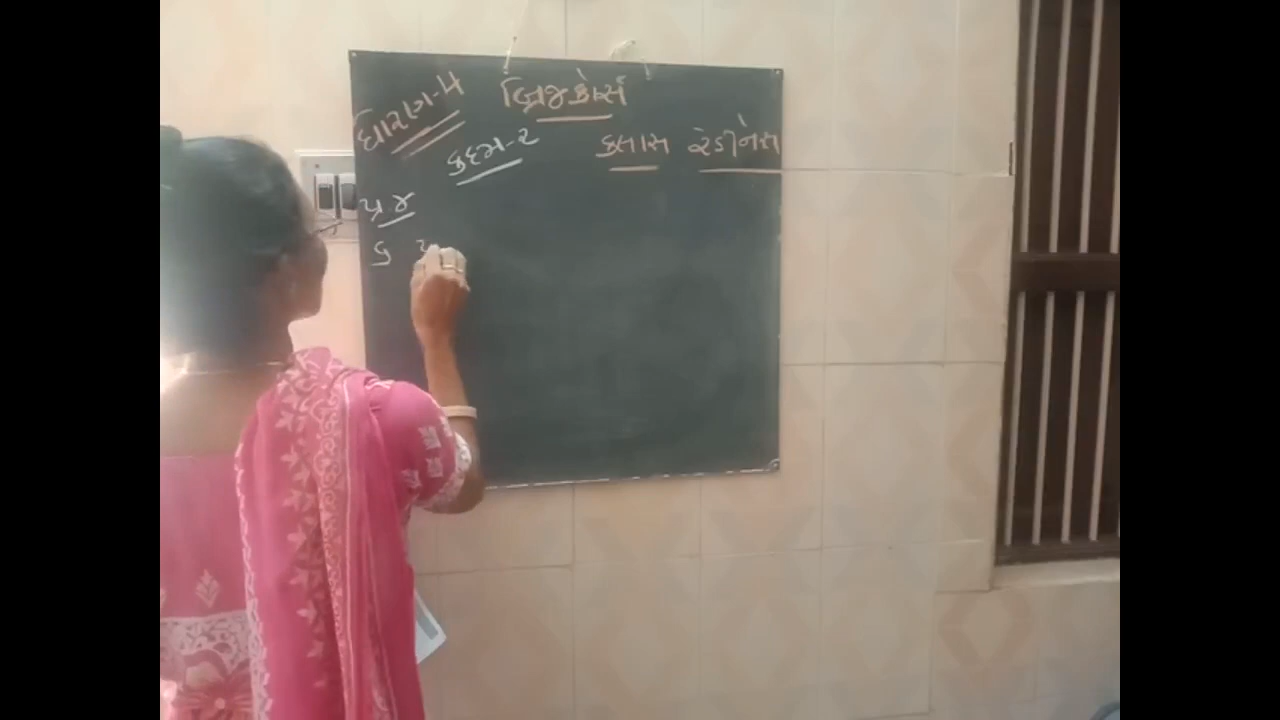 બ્રિજકોર્સ
ધોરણ-૫
કદમ-૨
ક્લાસ રેડીનેસ
પ્ર ૪